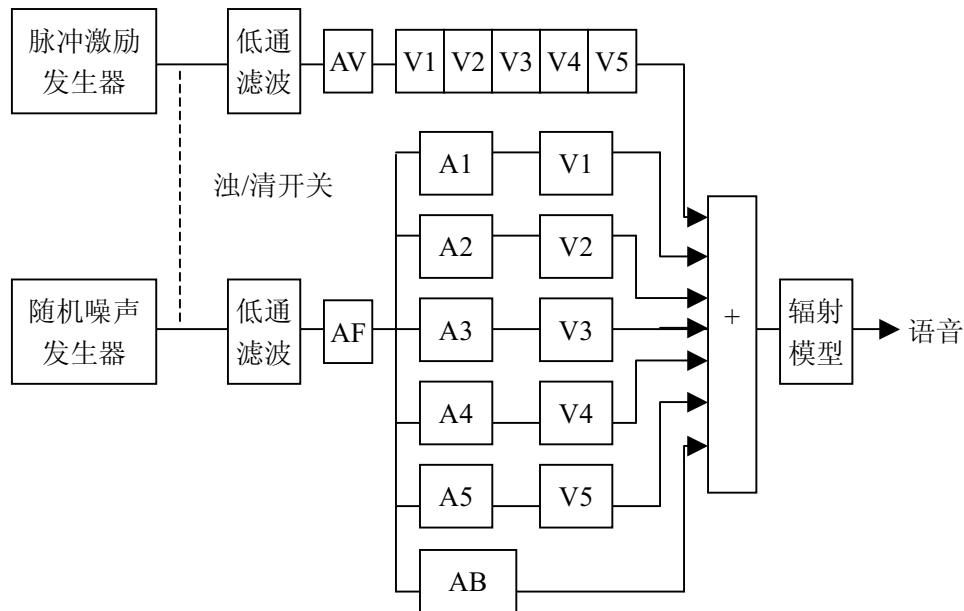 脉冲激励
发生器
低通
滤波
AV
V1 V2 V3 V4 V5
A1
V1
浊/清开关
A2
V2
随机噪声
发生器
低通
滤波
AF
A3
V3
+
辐射
模型
语音
A4
V4
A5
V5
AB